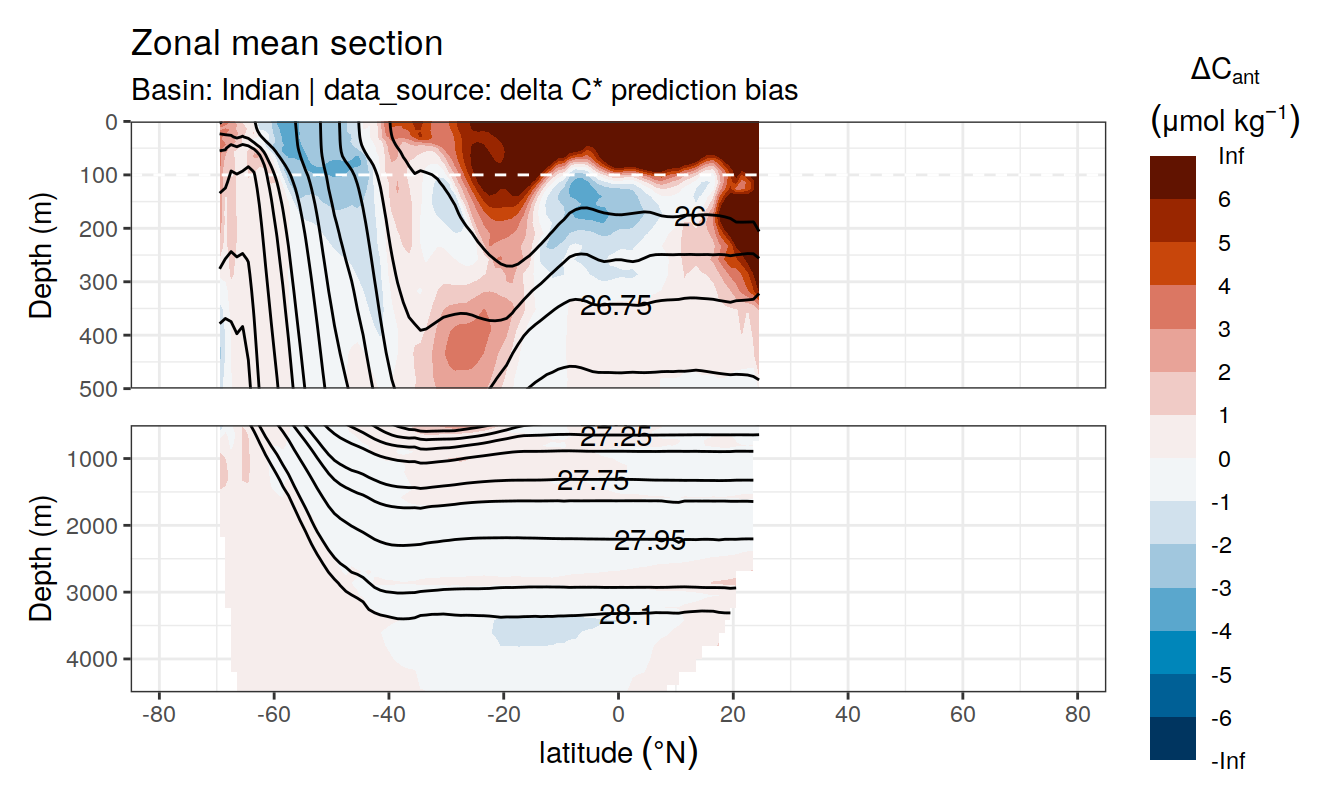 Zonal mean section
Basin: Indian | data_source: delta C* prediction bias
ΔCant
(μmol kg⁻¹)
Inf
6
5
4
3
2
1
0
-1
-2
-3
-4
-5
-6
-Inf
Depth (m)
0
100
200
300
400
500
26
26.75
Depth (m)
1000
2000
3000
4000
27.25
27.75
27.95
28.1
-80 -60 -40 -20 0 20 40 60 80
latitude (°N)